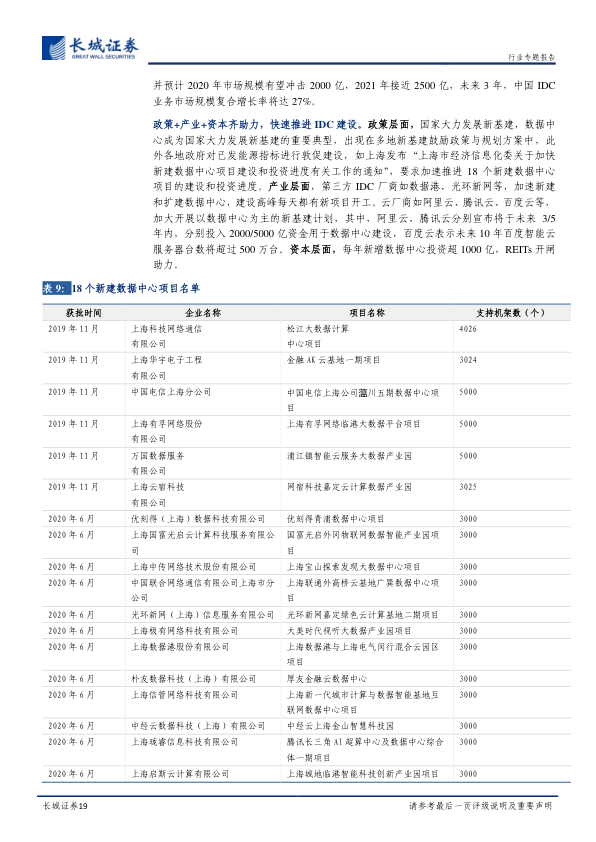 长城证券
GREAT WALL SECURITIES
行业专题报告
并预计 2020 年市场规模有望冲击 2000 亿，2021 年接近 2500 亿，未来 3 年，中国 IDC
业务市场规模复合增长率将达 27%。
政策+产业+资本齐助力，快速推进 IDC 建设。政策层面，国家大力发展新基建，数据中
心成为国家大力发展新基建的重要典型，出现在多地新基建鼓励政策与规划方案中，此
外各地政府对已发能源指标进行敦促建设，如上海发布“上海市经济信息化委关于加快
新建数据中心项目建设和投资进度有关工作的通知”，要求加速推进 18 个新建数据中心
项目的建设和投资进度。产业层面，第三方 IDC 厂商如数据港、光环新网等，加速新建
和扩建数据中心，建设高峰每天都有新项目开工。云厂商如阿里云、腾讯云、百度云等，
加大开展以数据中心为主的新基建计划，其中，阿里云、腾讯云分别宣布将于未来 3/5
年内，分别投入 2000/5000 亿资金用于数据中心建设，百度云表示未来 10 年百度智能云
服务器台数将超过 500 万台。资本层面，每年新增数据中心投资超 1000 亿，REITs 开闸
助力。
表 9：18 个新建数据中心项目名单
获批时间 企业名称 项目名称 支持机架数（个）
2019 年 11 月 上海科技网络通信 松江大数据计算 4026
有限公司 中心项目
2019 年 11 月 上海华宇电子工程 金融 AK 云基地一期项目 3024
有限公司
2019 年 11 月 中国电信上海分公司 中国电信上海公司蕰川五期数据中心项 5000
目
2019 年 11 月 上海有孚网络股份 上海有孚网络临港大数据平台项目 5000
有限公司
2019 年 11 月 万国数据服务 浦江镇智能云服务大数据产业园 5000
有限公司
2019 年 11 月 上海云宿科技 网宿科技嘉定云计算数据产业园 3025
有限公司
2020 年 6 月 优刻得（上海）数据科技有限公司 优刻得青浦数据中心项目 3000
2020 年 6 月 上海国富光启云计算科技服务有限公 国富光启外冈物联网数据智能产业园项 3000
司 目
2020 年 6 月 上海中传网络技术股份有限公司 上海宝山探索发现大数据中心项目 3000
2020 年 6 月 中国联合网络通信有限公司上海市分 上海联通外高桥云基地广冀数据中心项 3000
公司 目
2020 年 6 月 光环新网（上海）信息服务有限公司 光环新网嘉定绿色云计算基地二期项目 3000
2020 年 6 月 上海极有网络科技有限公司 大美时代视听大数据产业园项目 3000
2020 年 6 月 上海数据港股份有限公司 上海数据港与上海电气闵行混合云园区 3000
项目
2020 年 6 月 朴友数据科技（上海）有限公司 厚友金融云数据中心 3000
2020 年 6 月 上海信管网络科技有限公司 上海新一代城市计算与数据智能基地互 3000
联网数据中心项目
2020 年 6 月 中经云数据科技（上海）有限公司 中经云上海金山智慧科技园 3000
2020 年 6 月 上海珑睿信息科技有限公司 腾讯长三角 AI 超算中心及数据中心综合 3000
体一期项目
2020 年 6 月 上海启斯云计算有限公司 上海城地临港智能科技创新产业园项目 3000
长城证券19
请参考最后一页评级说明及重要声明